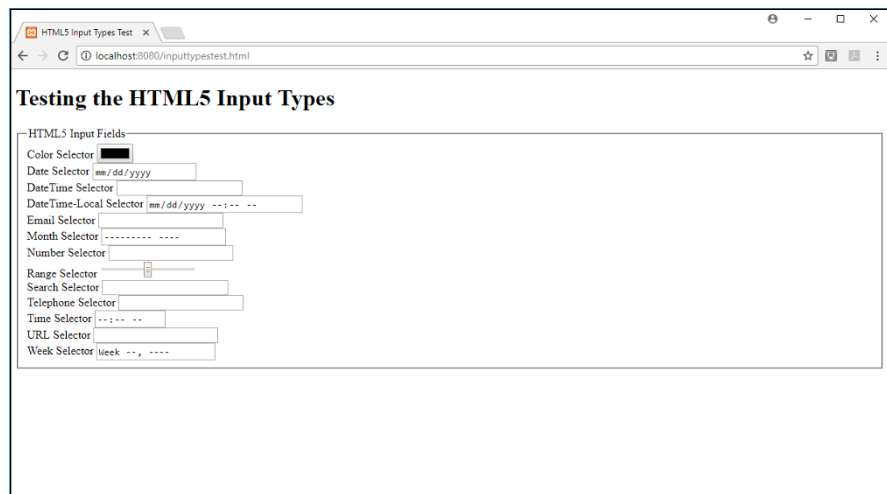 HTML5 Input Types Test
localhost:8080/inputtypestest.html
Testing the HTML5 Input Types
HTML5 Input Fields
Color Selector
Date Selector mm/dd/yyyy
DateTime Selector
DateTime-Local Selector mm/dd/yyyy --:-- --
Email Selector
Month Selector --------- ----
Number Selector
Range Selector
Search Selector
Telephone Selector
Time Selector --:-- --
URL Selector
Week Selector Week --, ----